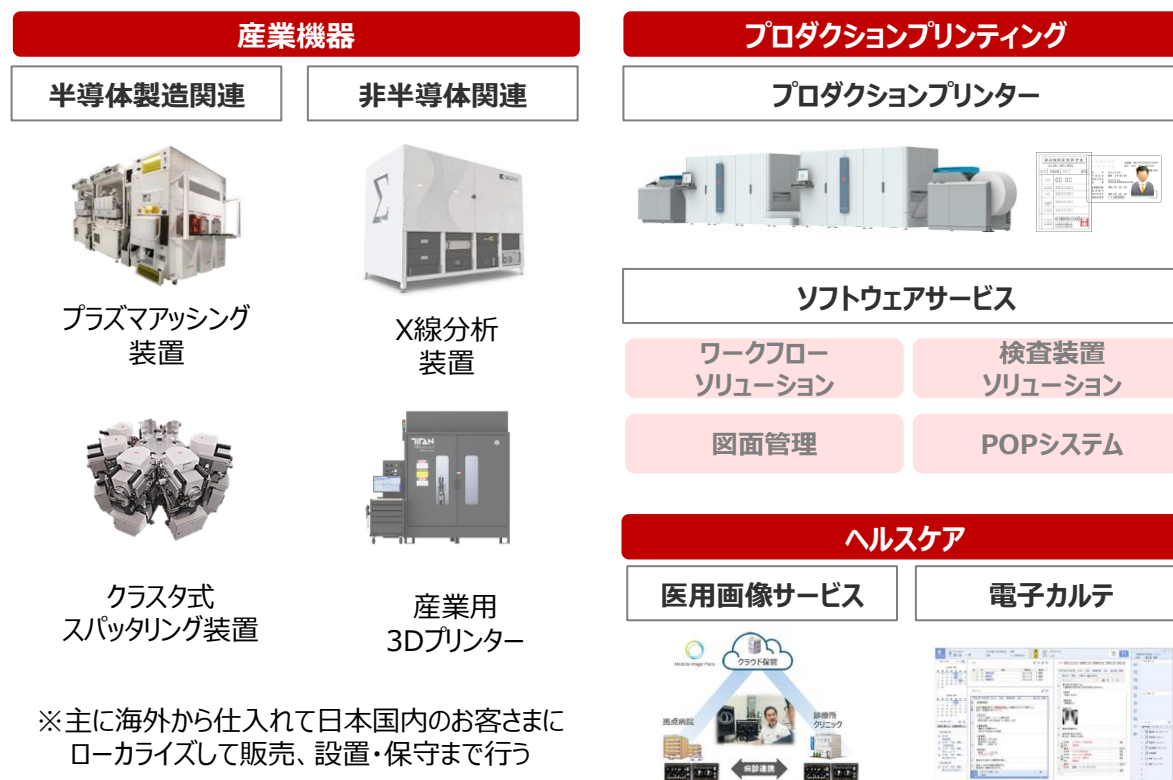 産業機器
半導体製造関連
非半導体関連
プラズマアッシング
装置
X線分析
装置
TITAN
クラスタ式
スパッタリング装置
産業用
3Dプリンター
※主に海外から仕入れて日本国内のお客さまに
ローカライズして販売、設置・保守まで行う
プロダクションプリンティング
プロダクションプリンター
ソフトウェアサービス
ワークフロー
ソリューション
検査装置
ソリューション
図面管理
POPシステム
ヘルスケア
医用画像サービス
電子カルテ
Medical Image Place
クラウド保管
拠点病院
診療所
クリニック
病診連携